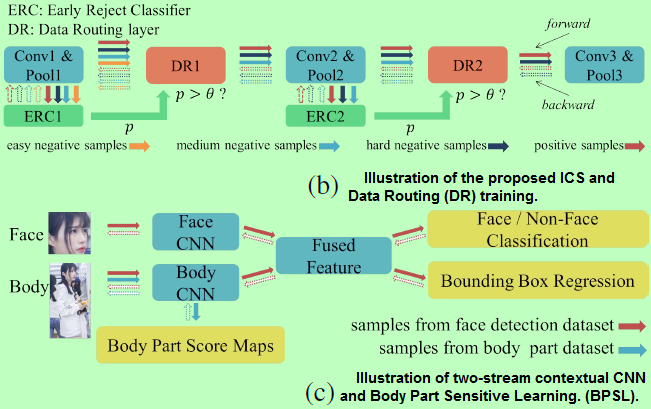 ERC: Early Reject Classifier
DR: Data Routing layer
forward
Conv1 &
Pool1
DR1
Conv2 &
Pool2
DR2
Conv3 &
Pool3
p > θ ?
p > θ ?
backward
ERC1
p
ERC2
p
easy negative samples
medium negative samples
hard negative samples
positive samples
(b) Illustration of the proposed ICS and
Data Routing (DR) training.
Face
Face
CNN
Fused
Feature
Face / Non-Face
Classification
Body
Body
CNN
Bounding Box Regression
Body Part Score Maps
samples from face detection dataset
samples from body part dataset
(c) Illustration of two-stream contextual CNN
and Body Part Sensitive Learning. (BPSL).